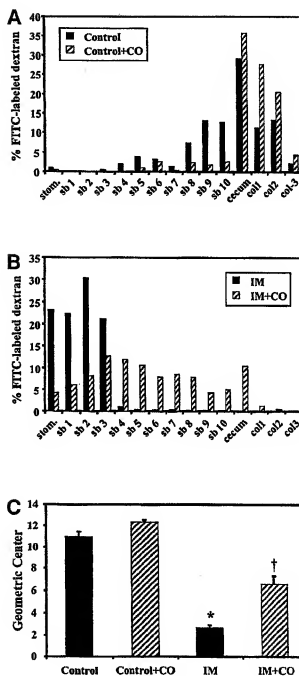 A
% FITC-labeled dextran
40
35
30
25
20
15
10
5
0
Control
Control+CO
stom.
sb 1
sb 2
sb 3
sb 4
sb 5
sb 6
sb 7
sb 8
sb 9
sb 10
cecum
col1
col2
col-3
B
% FITC-labeled dextran
35
30
25
20
15
10
5
0
IM
IM+CO
stom.
sb 1
sb 2
sb 3
sb 4
sb 5
sb 6
sb 7
sb 8
sb 9
sb 10
cecum
col1
col2
col3
C
Geometric Center
14
12
10
8
6
4
2
0
*
†
Control
Control+CO
IM
IM+CO